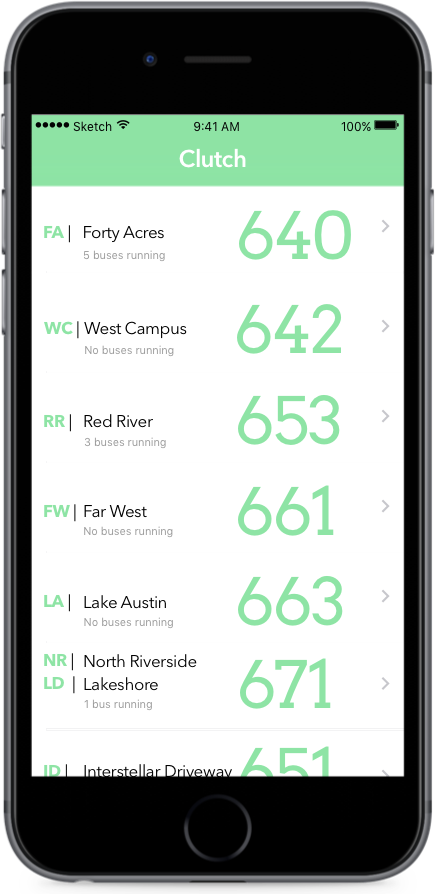 Sketch 9:41 AM 100%
Clutch
FA | Forty Acres 640
5 buses running
WC | West Campus 642
No buses running
RR | Red River 653
3 buses running
FW | Far West 661
No buses running
LA | Lake Austin 663
No buses running
NR | North Riverside
LD | Lakeshore 671
1 bus running
ID | Interstellar Driveway 651